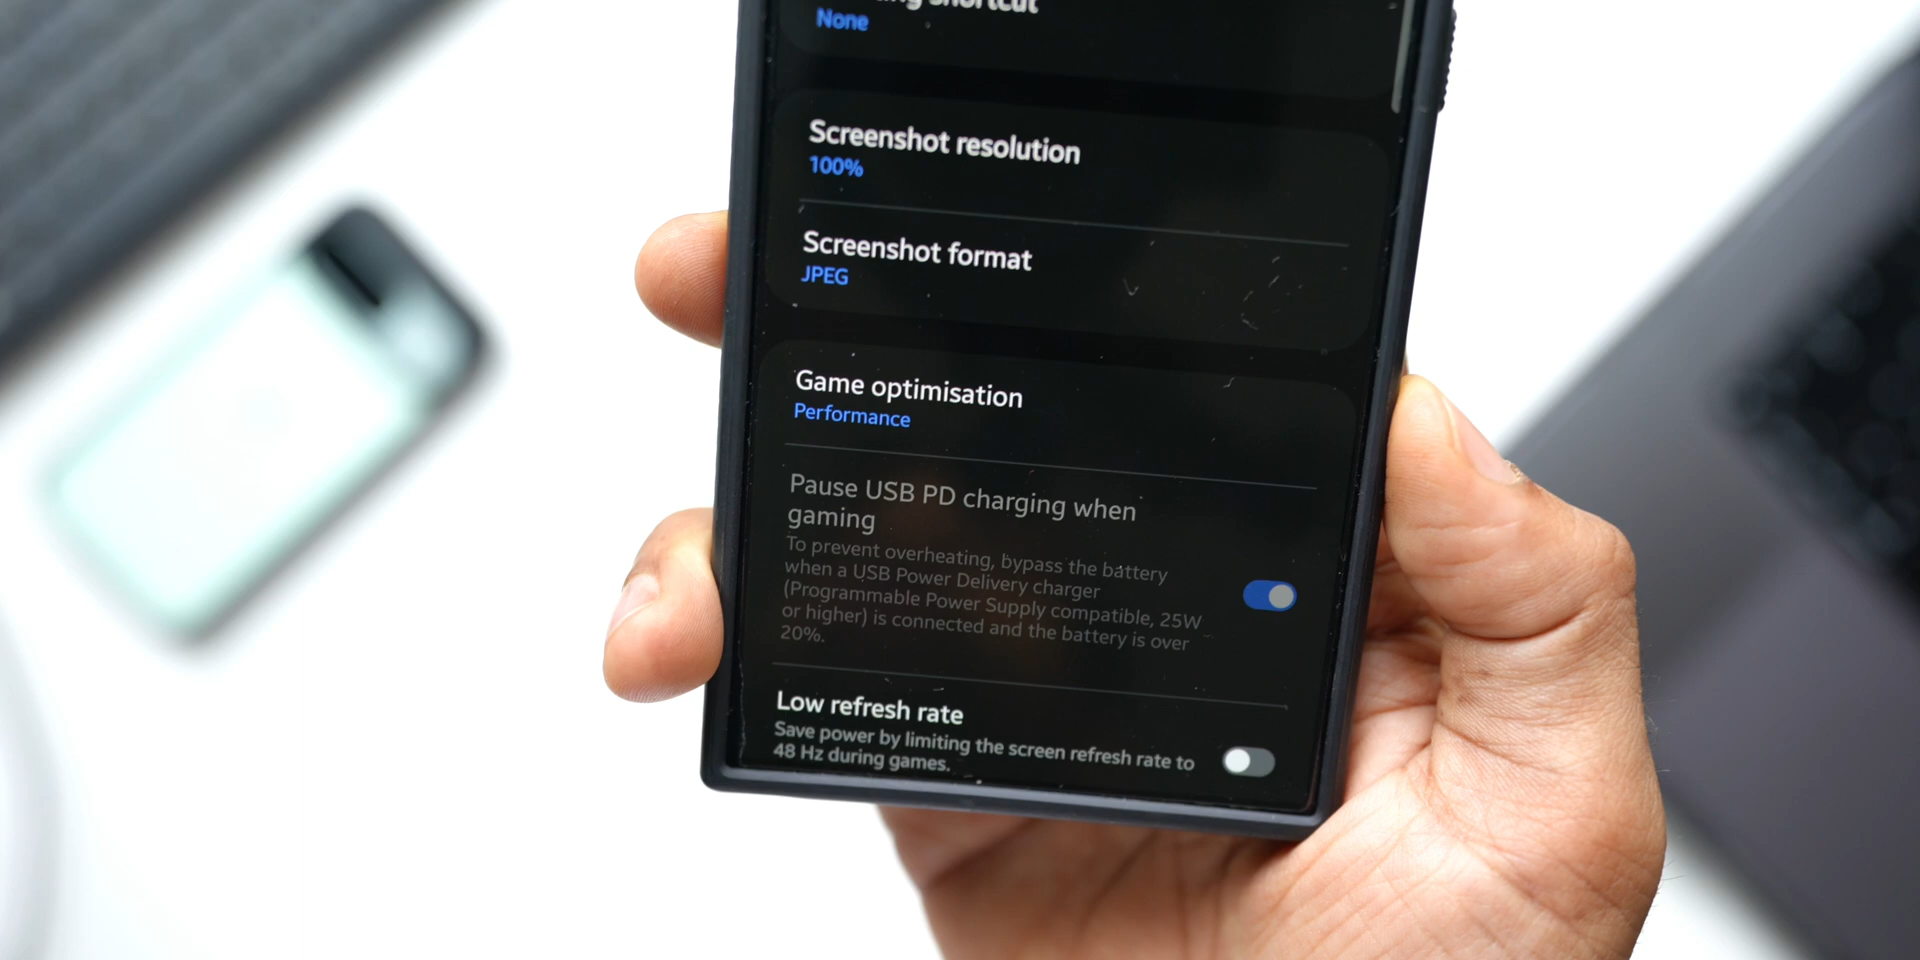 shortcut
None
Screenshot resolution
100%
Screenshot format
JPEG
Game optimisation
Performance
Pause USB PD charging when
gaming
To prevent overheating, bypass the battery
when a USB Power Delivery charger
(Programmable Power Supply compatible, 25W
or higher) is connected and the battery is over
20%.
Low refresh rate
Save power by limiting the screen refresh rate to
48 Hz during games.